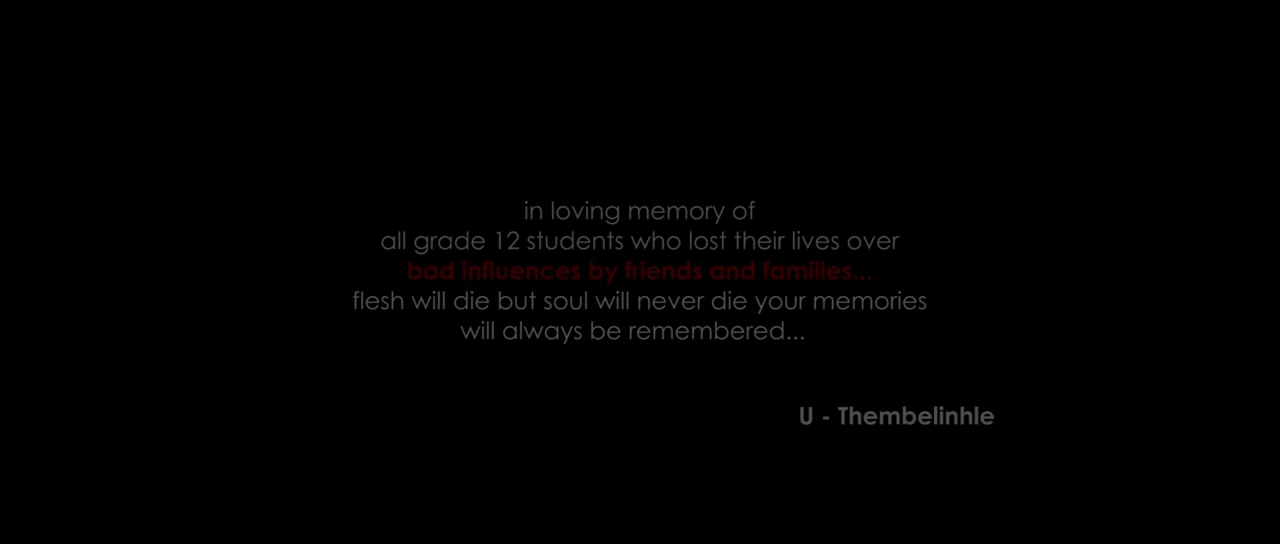 in loving memory of
all grade 12 students who lost their lives over
bad influences by friends and families...
flesh will die but soul will never die your memories
will always be remembered...
U - Thembelinhle